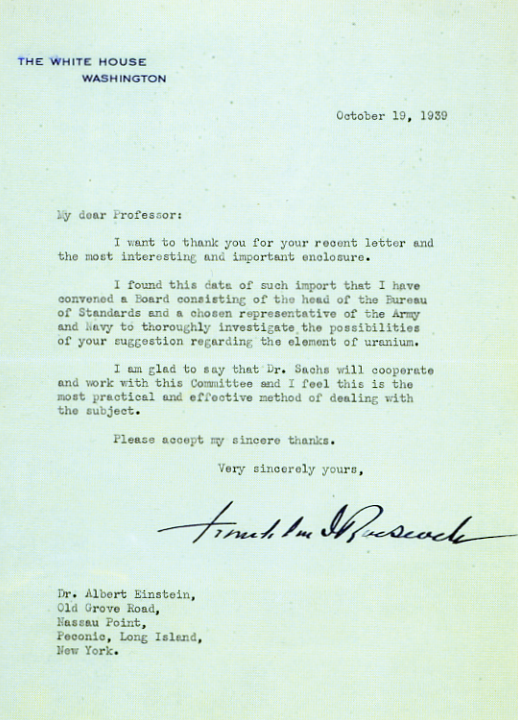 THE WHITE HOUSE
WASHINGTON
October 19, 1939
My dear Professor:
I want to thank you for your recent letter and
the most interesting and important enclosure.
I found this data of such import that I have
convened a Board consisting of the head of the Bureau
of Standards and a chosen representative of the Army
and Navy to thoroughly investigate the possibilities
of your suggestion regarding the element of uranium.
I am glad to say that Dr. Sachs will cooperate
and work with this Committee and I feel this is the
most practical and effective method of dealing with
the subject.
Please accept my sincere thanks.
Very sincerely yours,
Franklin D Roosevelt
Dr. Albert Einstein,
Old Grove Road,
Nassau Point,
Peconic, Long Island,
New York.